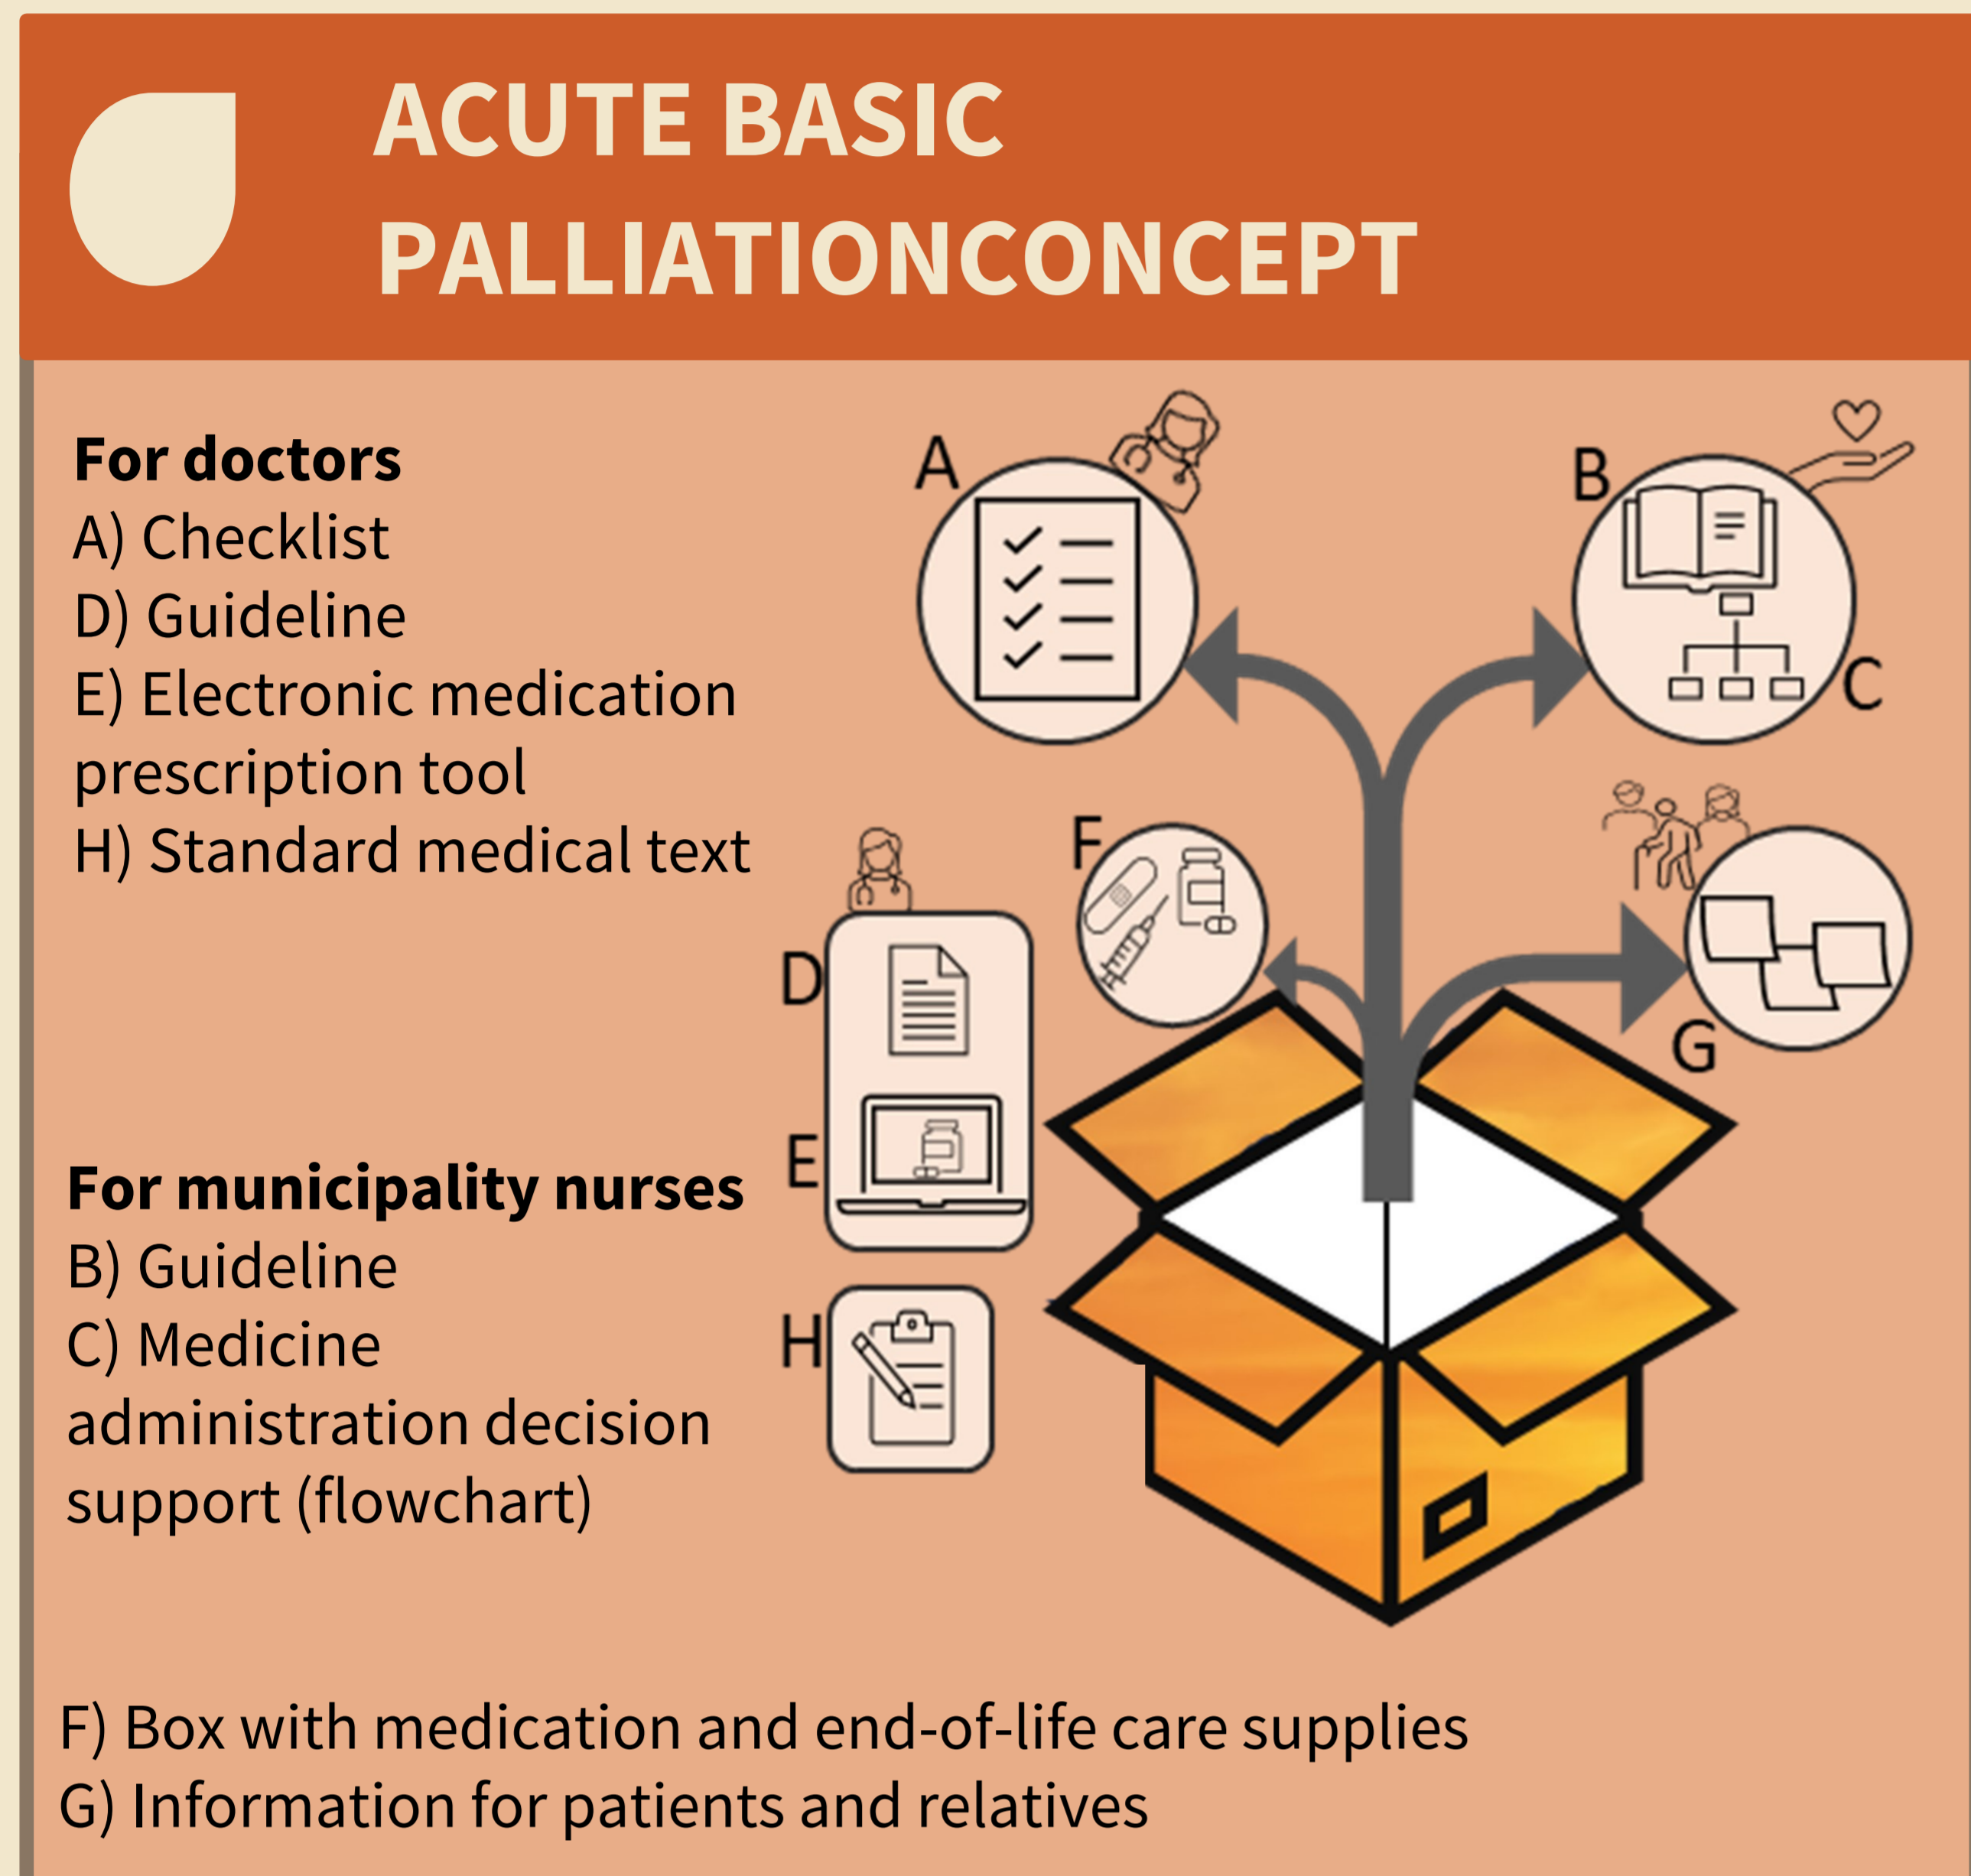 ACUTE BASIC
PALLIATIONCONCEPT
For doctors
A) Checklist
D) Guideline
E) Electronic medication
prescription tool
H) Standard medical text
For municipality nurses
B) Guideline
C) Medicine
administration decision
support (flowchart)
A
B
C
F
D
G
E
H
F) Box with medication and end-of-life care supplies
G) Information for patients and relatives